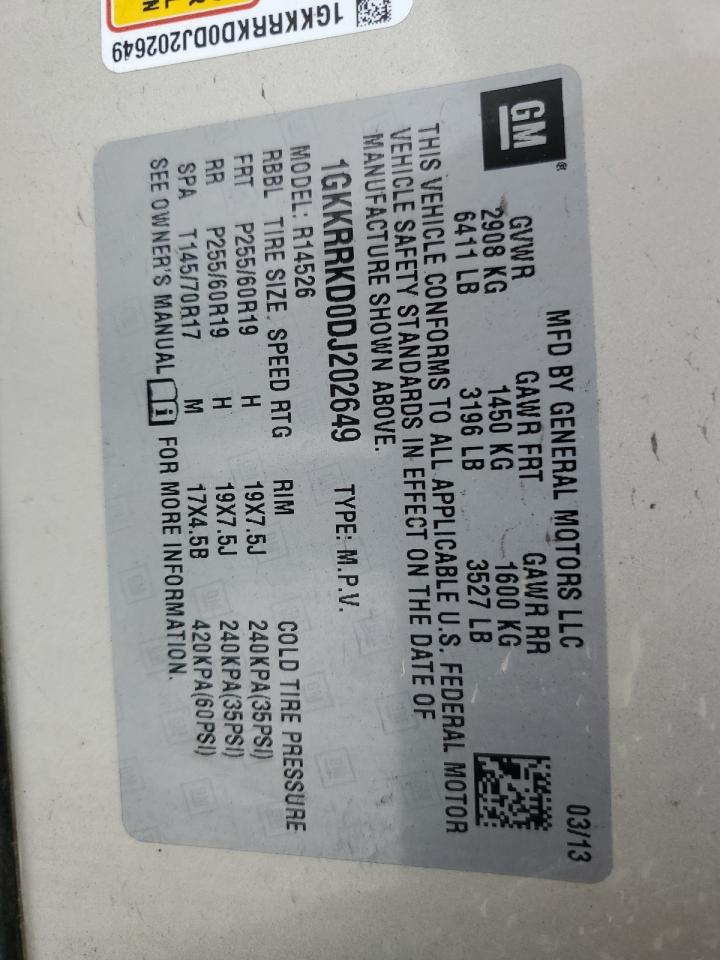 1GKKRRKD0DJ202649
1GKKRRKD0DJ202649
GM
MFD BY GENERAL MOTORS LLC
03/13
GVWR GAWR FRT GAWR RR
2908 KG 1450 KG 1600 KG
6411 LB 3196 LB 3527 LB
THIS VEHICLE CONFORMS TO ALL APPLICABLE U.S. FEDERAL MOTOR
VEHICLE SAFETY STANDARDS IN EFFECT ON THE DATE OF
MANUFACTURE SHOWN ABOVE.
1GKKRRKD0DJ202649 TYPE: M.P.V.
MODEL: R14526
RBBL TIRE SIZE SPEED RTG RIM COLD TIRE PRESSURE
FRT P255/60R19 H 19X7.5J 240KPA(35PSI)
RR P255/60R19 H 19X7.5J 240KPA(35PSI)
SPA T145/70R17 M 17X4.5B 420KPA(60PSI)
SEE OWNER'S MANUAL FOR MORE INFORMATION.